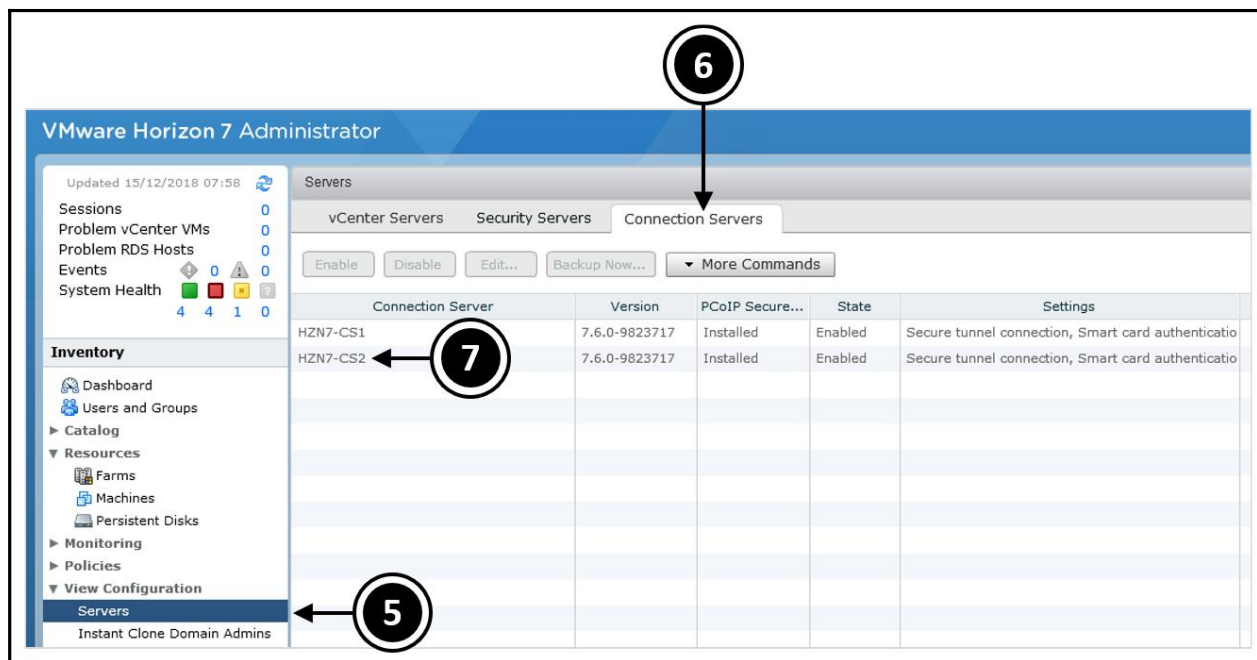 6
VMware Horizon 7 Administrator
Updated 15/12/2018 07:58
Sessions 0
Problem vCenter VMs 0
Problem RDS Hosts 0
Events 0 0
System Health ?
4 4 1 0
Inventory
Dashboard
Users and Groups
Catalog
Resources
Farms
Machines
Persistent Disks
Monitoring
Policies
View Configuration
Servers
Instant Clone Domain Admins
5
Servers
vCenter Servers Security Servers Connection Servers
Enable Disable Edit... Backup Now... More Commands
Connection Server Version PCoIP Secure... State Settings
HZN7-CS1 7.6.0-9823717 Installed Enabled Secure tunnel connection, Smart card authenticatio
HZN7-CS2 7.6.0-9823717 Installed Enabled Secure tunnel connection, Smart card authenticatio
7